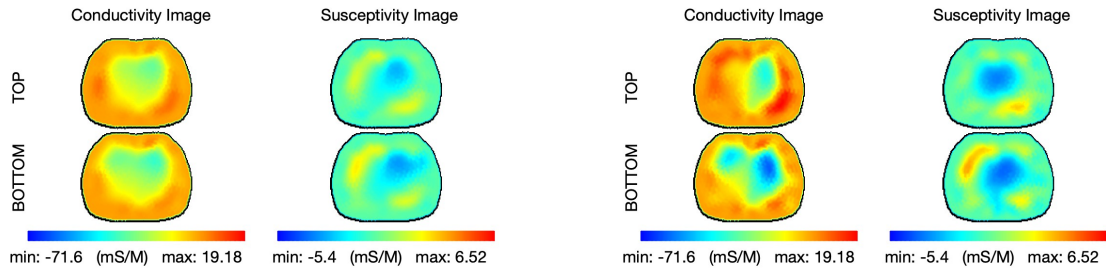 Conductivity Image Susceptivity Image Conductivity Image Susceptivity Image
TOP TOP
BOTTOM BOTTOM
min: -71.6 (mS/M) max: 19.18 min: -5.4 (mS/M) max: 6.52 min: -71.6 (mS/M) max: 19.18 min: -5.4 (mS/M) max: 6.52